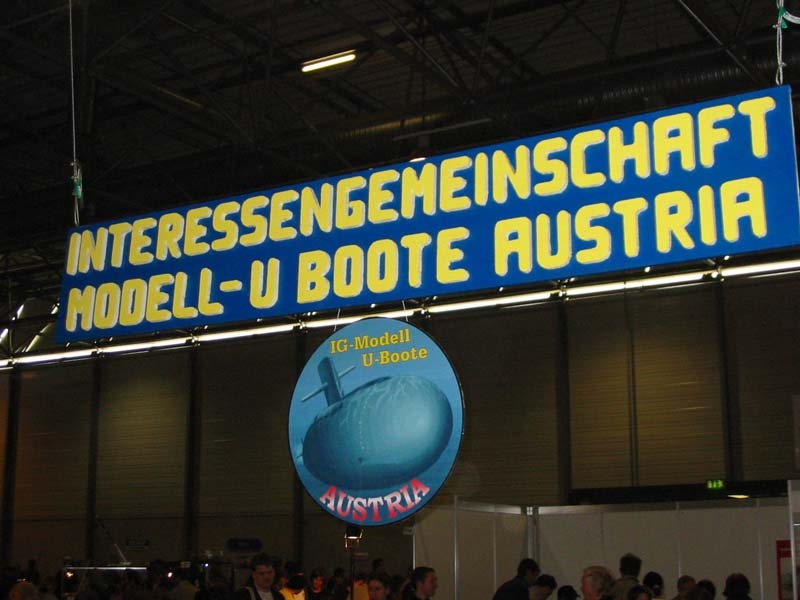 INTERESSENGEMEINSCHAFT
MODELL-U BOOTE AUSTRIA
IG-Modell
U-Boote
AUSTRIA